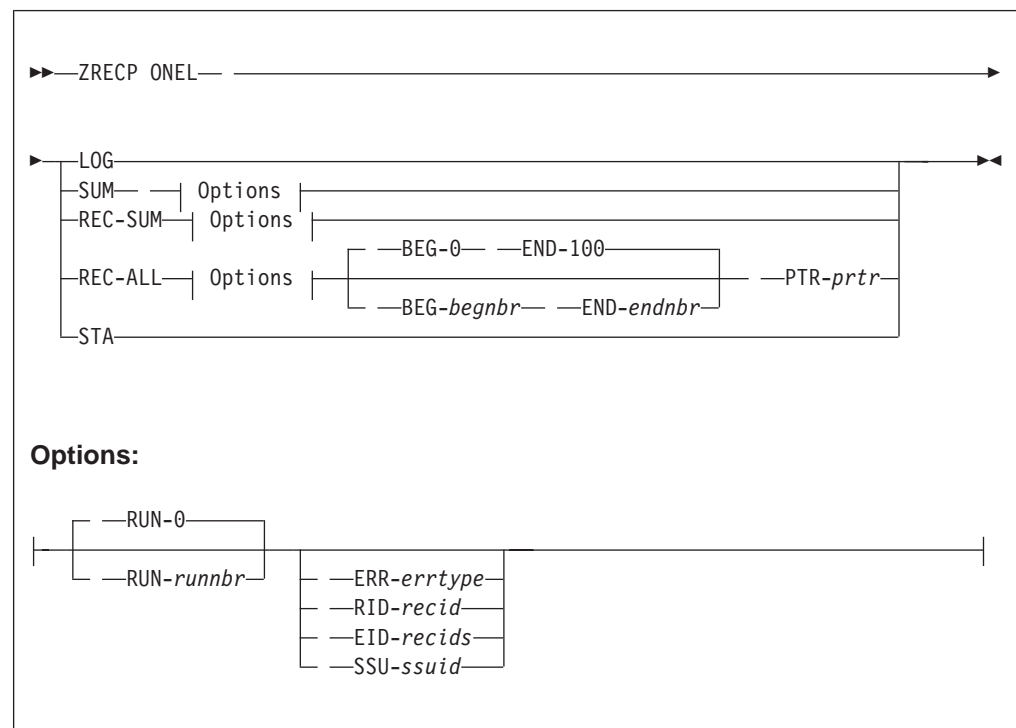 ZRECP ONEL
LOG
SUM Options
REC-SUM Options
BEG-0 END-100
REC-ALL Options PTR-prtr
BEG-begnbr END-endnbr
STA
Options:
RUN-0
RUN-runnbr
ERR-errtype
RID-recid
EID-recids
SSU-ssuid